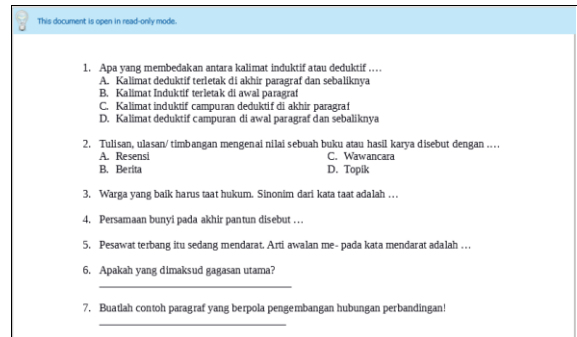 This document is open in read-only mode.
1. Apa yang membedakan antara kalimat induktif atau deduktif ....
A. Kalimat deduktif terletak di akhir paragraf dan sebaliknya
B. Kalimat Induktif terletak di awal paragraf
C. Kalimat induktif campuran deduktif di akhir paragraf
D. Kalimat deduktif campuran di awal paragraf dan sebaliknya
2. Tulisan, ulasan/ timbangan mengenai nilai sebuah buku atau hasil karya disebut dengan ....
A. Resensi C. Wawancara
B. Berita D. Topik
3. Warga yang baik harus taat hukum. Sinonim dari kata taat adalah ...
4. Persamaan bunyi pada akhir pantun disebut ...
5. Pesawat terbang itu sedang mendarat. Arti awalan me- pada kata mendarat adalah ...
6. Apakah yang dimaksud gagasan utama?
7. Buatlah contoh paragraf yang berpola pengembangan hubungan perbandingan!